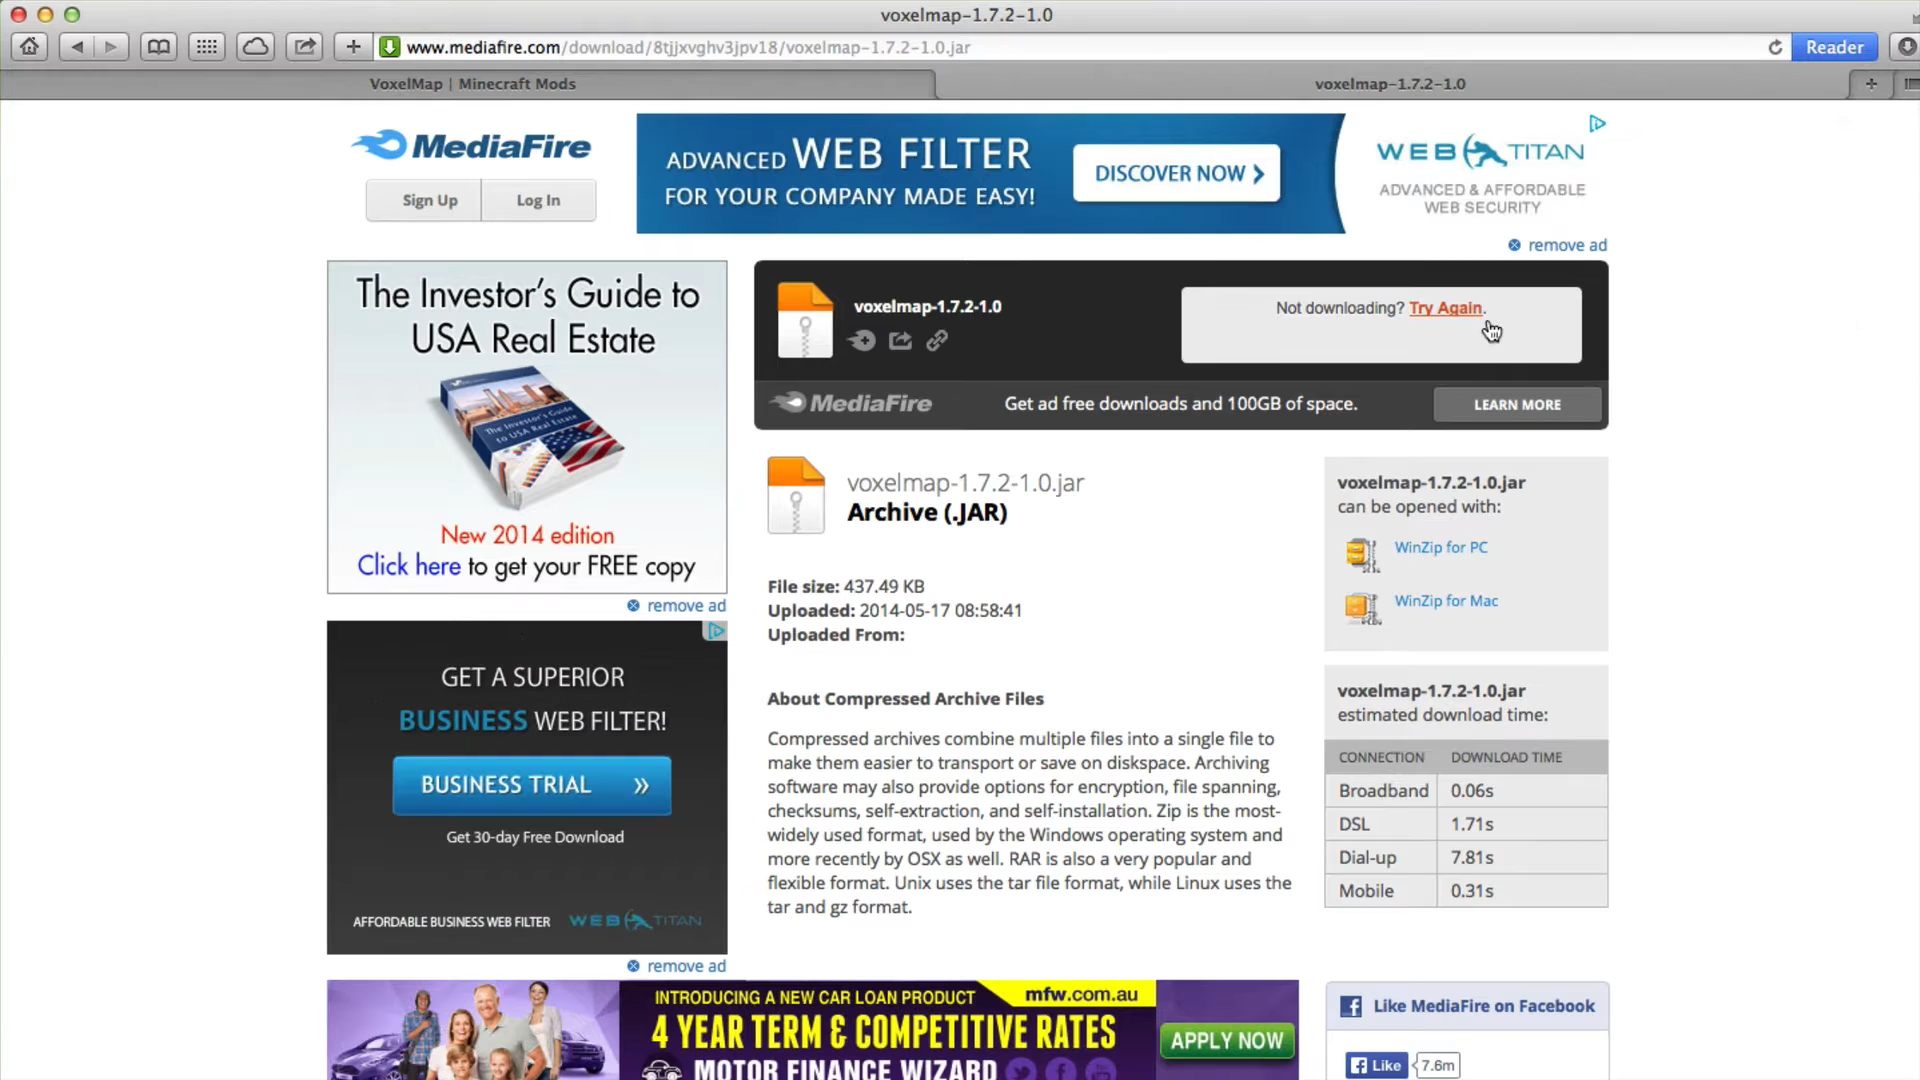 voxelmap-1.7.2-1.0
www.mediafire.com/download/8tjjxvghv3jpv18/voxelmap-1.7.2-1.0.jar
Reader
VoxelMap | Minecraft Mods
voxelmap-1.7.2-1.0
MediaFire
Sign Up
Log In
ADVANCED WEB FILTER
FOR YOUR COMPANY MADE EASY!
DISCOVER NOW
WEB TITAN
ADVANCED & AFFORDABLE
WEB SECURITY
remove ad
The Investor's Guide to
USA Real Estate
The Investor's Guide
to USA Real Estate
New 2014 edition
Click here to get your FREE copy
remove ad
voxelmap-1.7.2-1.0
Not downloading? Try Again.
MediaFire
Get ad free downloads and 100GB of space.
LEARN MORE
voxelmap-1.7.2-1.0.jar
Archive (.JAR)
File size: 437.49 KB
Uploaded: 2014-05-17 08:58:41
Uploaded From:
About Compressed Archive Files
Compressed archives combine multiple files into a single file to
make them easier to transport or save on diskspace. Archiving
software may also provide options for encryption, file spanning,
checksums, self-extraction, and self-installation. Zip is the most-
widely used format, used by the Windows operating system and
more recently by OSX as well. RAR is also a very popular and
flexible format. Unix uses the tar file format, while Linux uses the
tar and gz format.
voxelmap-1.7.2-1.0.jar
can be opened with:
WinZip for PC
WinZip for Mac
voxelmap-1.7.2-1.0.jar
estimated download time:
CONNECTION DOWNLOAD TIME
Broadband 0.06s
DSL 1.71s
Dial-up 7.81s
Mobile 0.31s
GET A SUPERIOR
BUSINESS WEB FILTER!
BUSINESS TRIAL »
Get 30-day Free Download
AFFORDABLE BUSINESS WEB FILTER WEB TITAN
remove ad
INTRODUCING A NEW CAR LOAN PRODUCT
mfw.com.au
4 YEAR TERM & COMPETITIVE RATES
MOTOR FINANCE WIZARD
APPLY NOW
Like MediaFire on Facebook
Like
7.6m